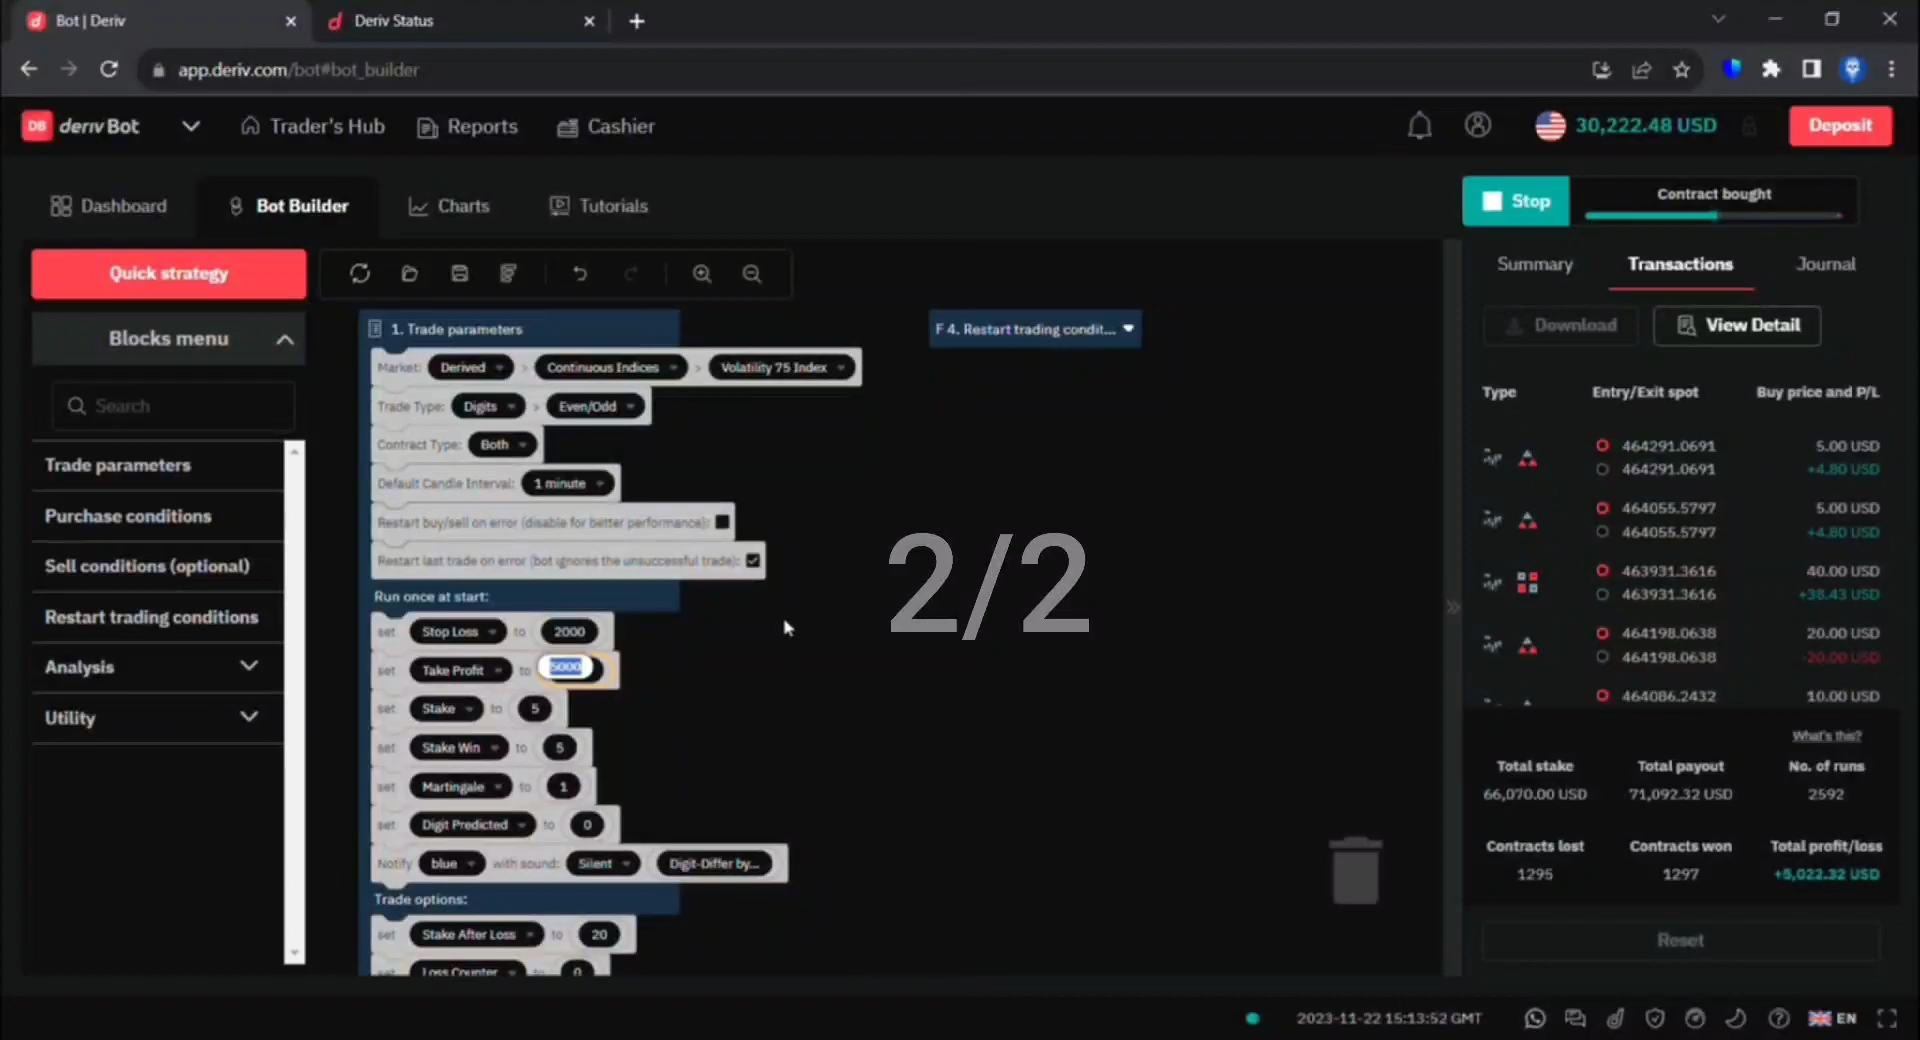 Bot | Deriv
Deriv Status
app.deriv.com/bot#bot_builder
DB deriv Bot
Trader's Hub
Reports
Cashier
30,222.48 USD
Deposit
Dashboard
Bot Builder
Charts
Tutorials
Stop
Contract bought
Quick strategy
Summary
Transactions
Journal
Blocks menu
Download
View Detail
Search
Trade parameters
Purchase conditions
Sell conditions (optional)
Restart trading conditions
Analysis
Utility
1. Trade parameters
F 4. Restart trading condit...
Market: Derived > Continuous Indices > Volatility 75 Index
Trade Type: Digits > Even/Odd
Contract Type: Both
Default Candle Interval: 1 minute
Restart buy/sell on error (disable for better performance):
Restart last trade on error (bot ignores the unsuccessful trade):
Run once at start:
set Stop Loss to 2000
set Take Profit to 5000
set Stake to 5
set Stake Win to 5
set Martingale to 1
set Digit Predicted to 0
Notify blue with sound: Silent Digit-Differ by...
Trade options:
set Stake After Loss to 20
set Loss Counter to 0
2/2
Type Entry/Exit spot Buy price and P/L
464291.0691 5.00 USD
464291.0691 +4.80 USD
464055.5797 5.00 USD
464055.5797 +4.80 USD
463931.3616 40.00 USD
463931.3616 +38.43 USD
464198.0638 20.00 USD
464198.0638 -20.00 USD
464086.2432 10.00 USD
What's this?
Total stake Total payout No. of runs
66,070.00 USD 71,092.32 USD 2592
Contracts lost Contracts won Total profit/loss
1295 1297 +5,022.32 USD
Reset
2023-11-22 15:13:52 GMT
EN